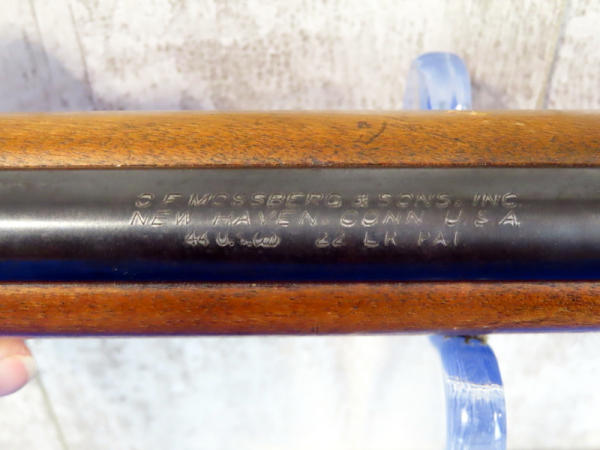 O. F. MOSSBERG & SONS, INC.
NEW HAVEN, CONN. U.S.A.
44 U.S. 22 LR PAT.